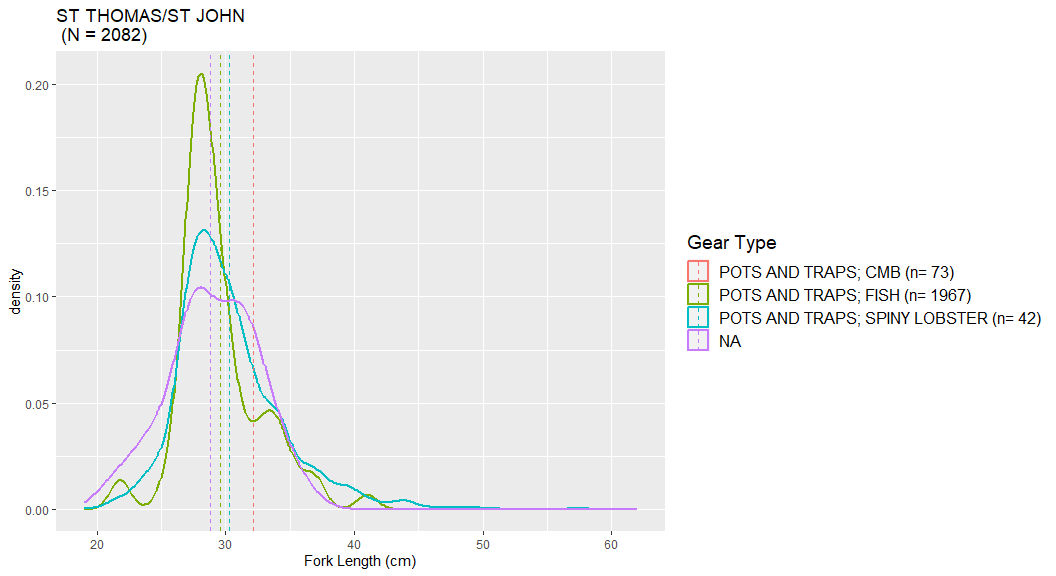 ST THOMAS/ST JOHN
(N = 2082)
0.20
0.15
0.10
0.05
0.00
density
20 30 40 50 60
Fork Length (cm)
Gear Type
POTS AND TRAPS; CMB (n= 73)
POTS AND TRAPS; FISH (n= 1967)
POTS AND TRAPS; SPINY LOBSTER (n= 42)
NA